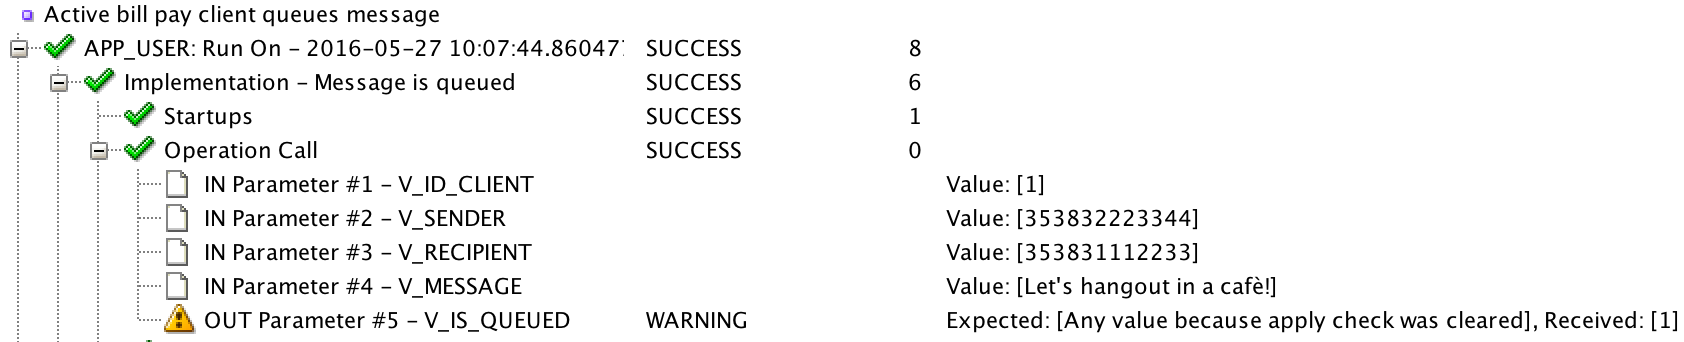 Active bill pay client queues message
APP_USER: Run On - 2016-05-27 10:07:44.860477 SUCCESS 8
Implementation - Message is queued SUCCESS 6
Startups SUCCESS 1
Operation Call SUCCESS 0
IN Parameter #1 - V_ID_CLIENT Value: [1]
IN Parameter #2 - V_SENDER Value: [353832223344]
IN Parameter #3 - V_RECIPIENT Value: [353831112233]
IN Parameter #4 - V_MESSAGE Value: [Let's hangout in a cafè!]
OUT Parameter #5 - V_IS_QUEUED WARNING Expected: [Any value because apply check was cleared], Received: [1]